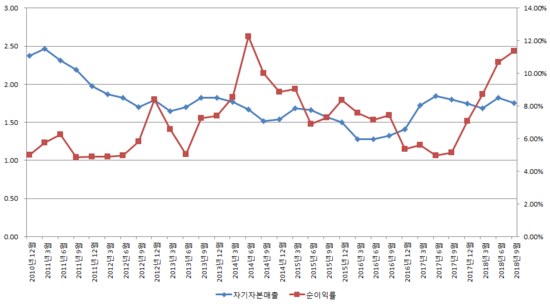 3.00
2.50
2.00
1.50
1.00
0.50
0.00
14.00%
12.00%
10.00%
8.00%
6.00%
4.00%
2.00%
0.00%
2010년 12월
2011년 3월
2011년 6월
2011년 9월
2011년 12월
2012년 3월
2012년 6월
2012년 9월
2012년 12월
2013년 3월
2013년 6월
2013년 9월
2013년 12월
2014년 3월
2014년 6월
2014년 9월
2014년 12월
2015년 3월
2015년 6월
2015년 9월
2015년 12월
2016년 3월
2016년 6월
2016년 9월
2016년 12월
2017년 3월
2017년 6월
2017년 9월
2017년 12월
2018년 3월
2018년 6월
2018년 9월
자기자본매출 순이익률